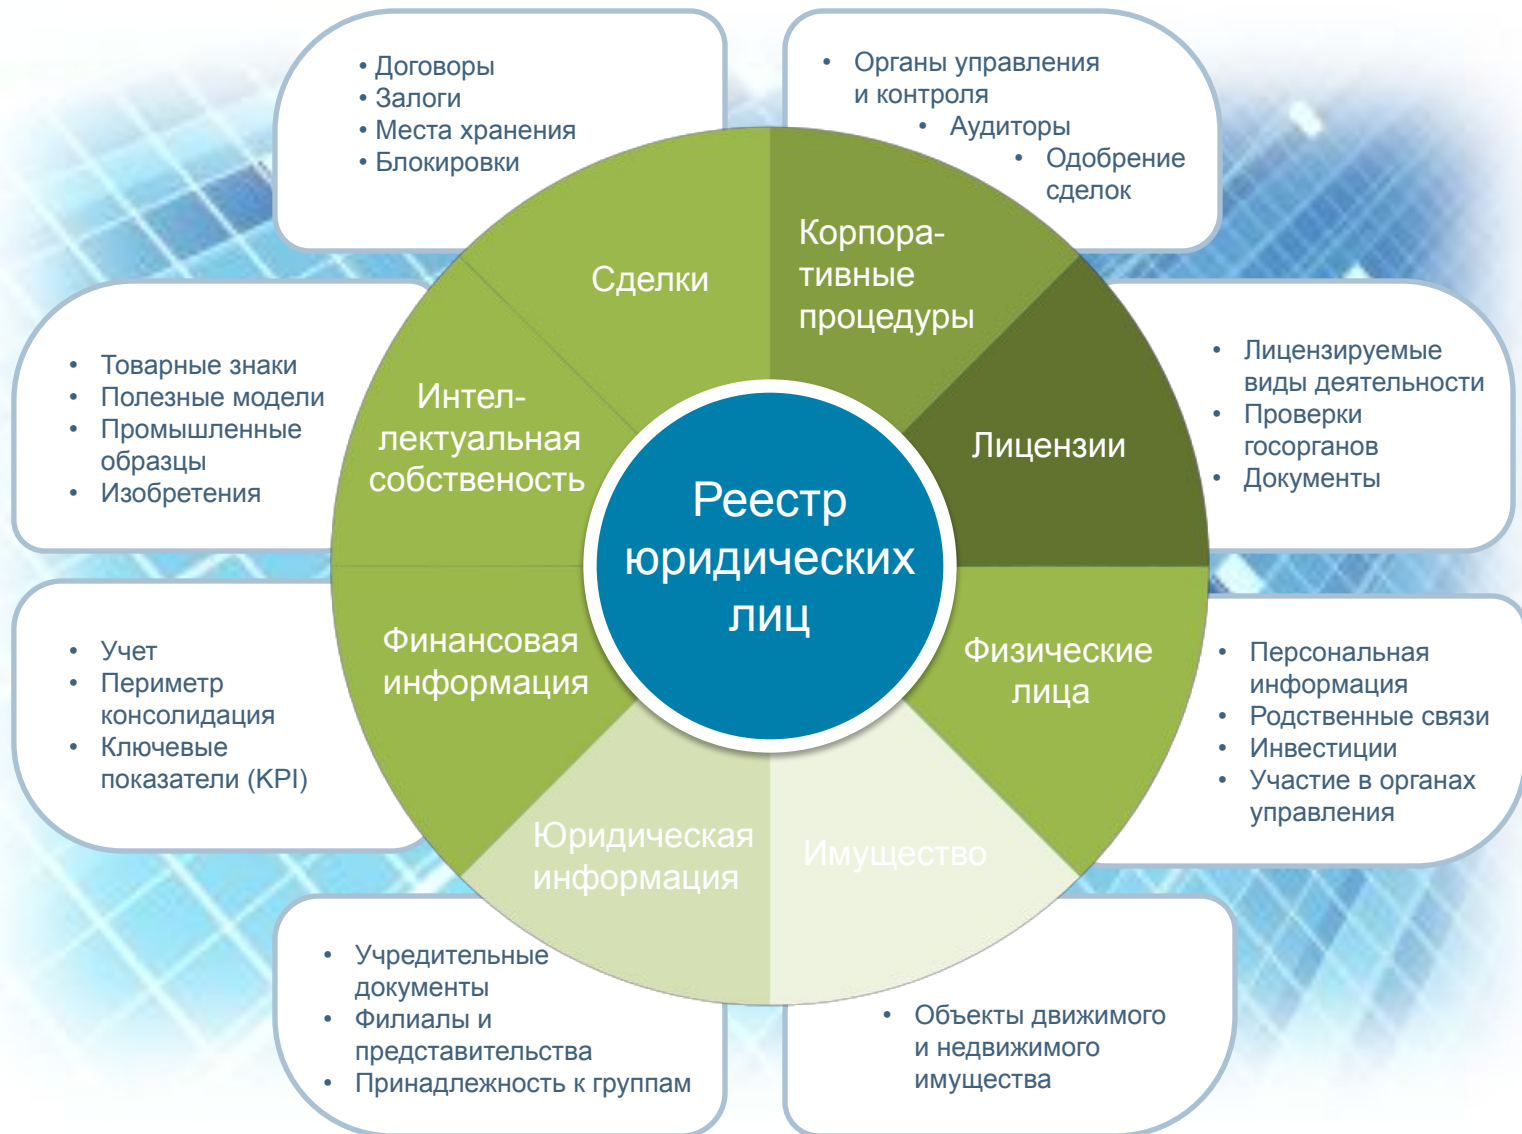 • Договоры
• Залоги
• Места хранения
• Блокировки
• Органы управления
и контроля
• Аудиторы
• Одобрение
сделок
Сделки
Корпора-
тивные
процедуры
• Товарные знаки
• Полезные модели
• Промышленные
образцы
• Изобретения
Интел-
лектуальная
собственость
Лицензии
• Лицензируемые
виды деятельности
• Проверки
госорганов
• Документы
Реестр
юридических
лиц
• Учет
• Периметр
консолидация
• Ключевые
показатели (KPI)
Финансовая
информация
Физические
лица
• Персональная
информация
• Родственные связи
• Инвестиции
• Участие в органах
управления
Юридическая
информация
Имущество
• Учредительные
документы
• Филиалы и
представительства
• Принадлежность к группам
• Объекты движимого
и недвижимого
имущества